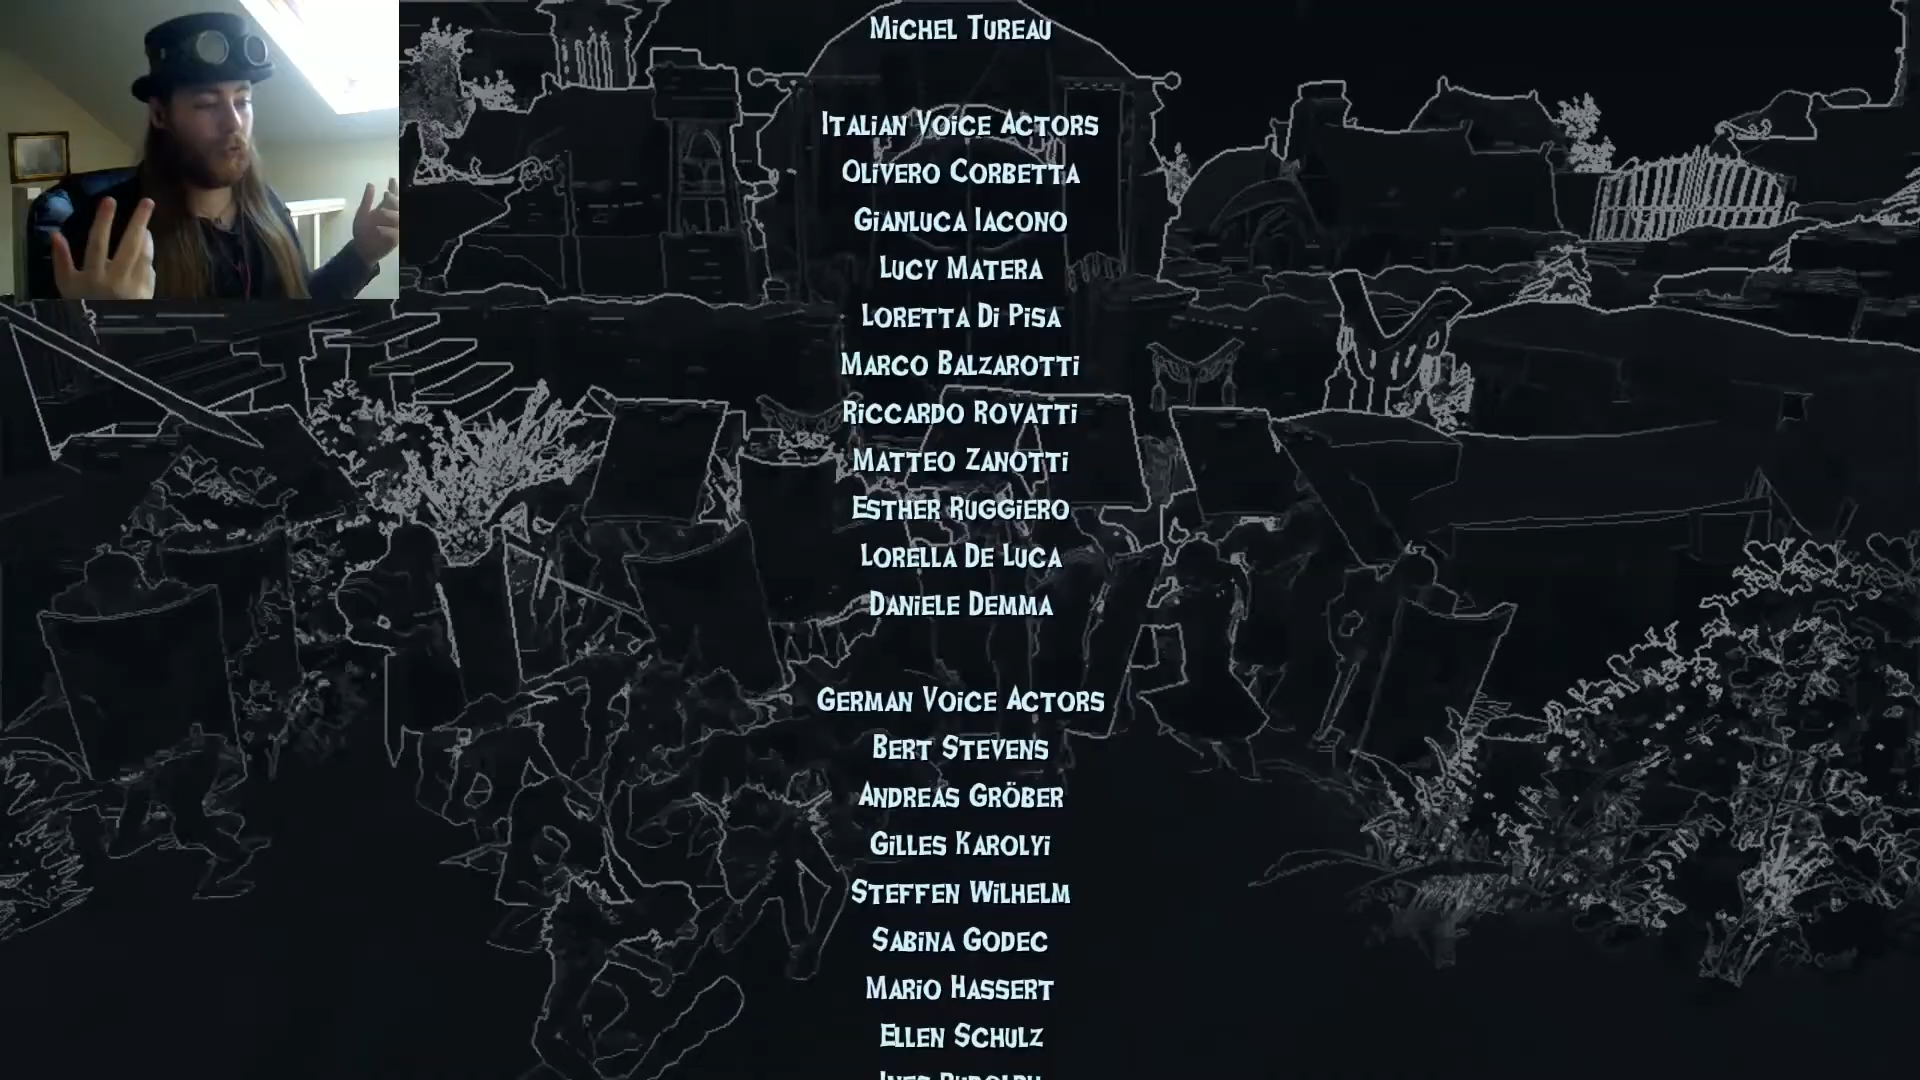 Michel Tureau
Italian Voice Actors
Olivero Corbetta
Gianluca Iacono
Lucy Matera
Loretta Di Pisa
Marco Balzarotti
Riccardo Rovatti
Matteo Zanotti
Esther Ruggiero
Lorella De Luca
Daniele Demma
German Voice Actors
Bert Stevens
Andreas Gröber
Gilles Karolyi
Steffen Wilhelm
Sabina Godec
Mario Hassert
Ellen Schulz